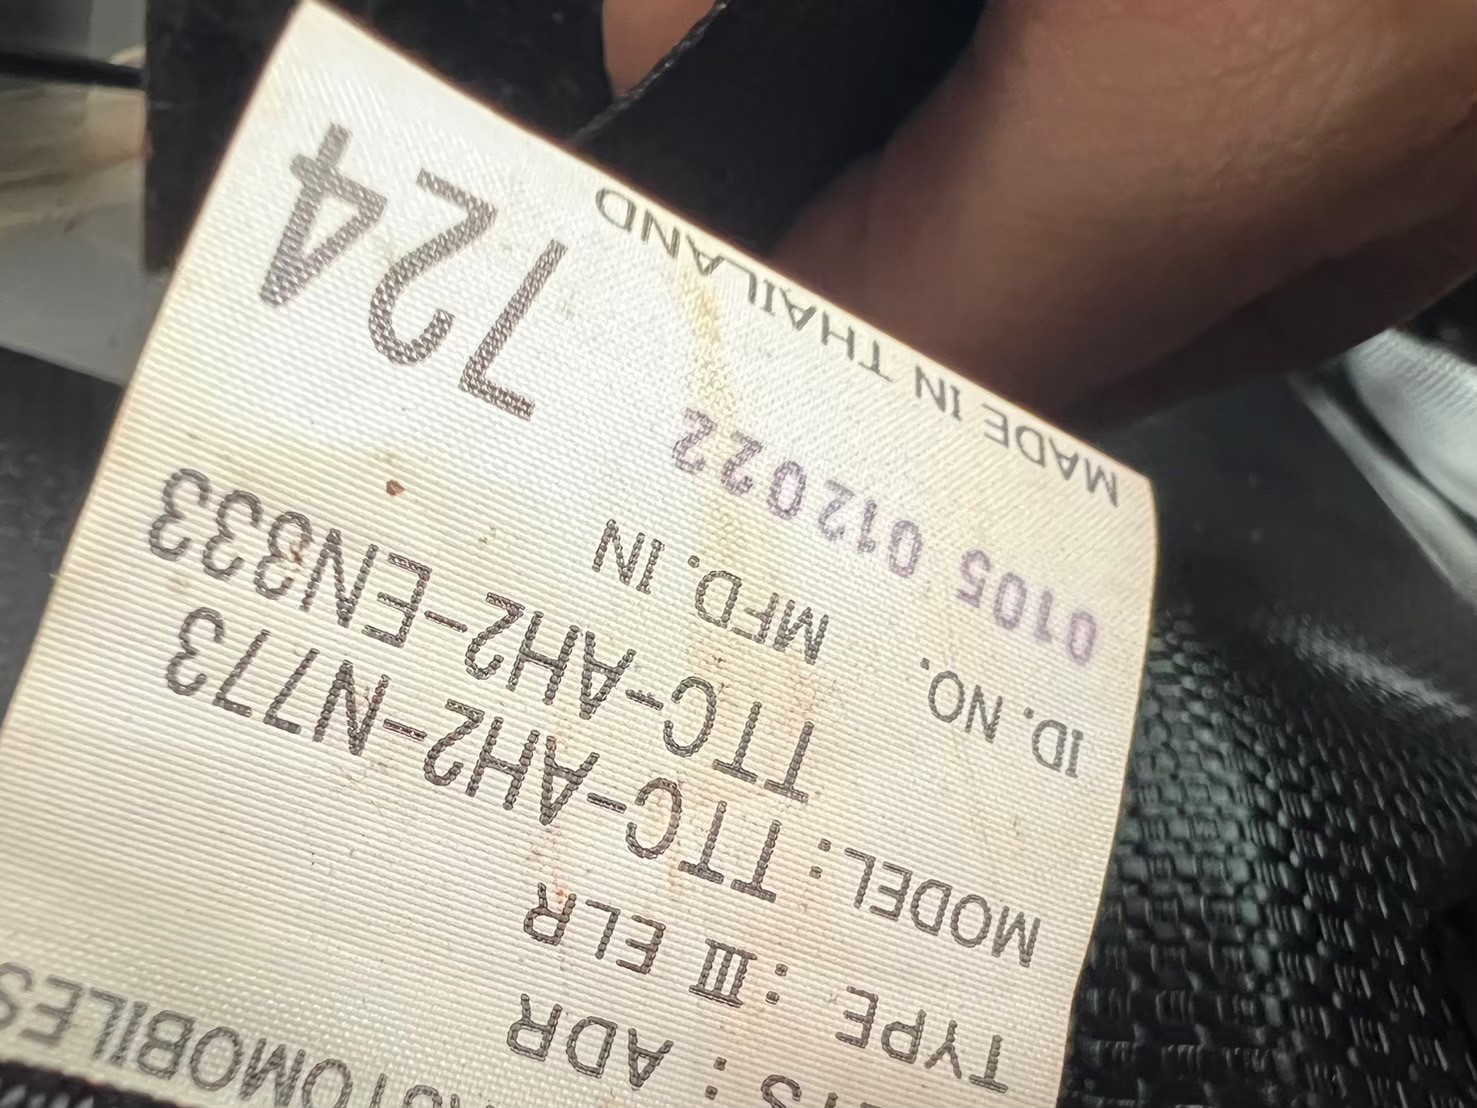 AUTOMOBILES
: ADR
TYPE : III ELR
MODEL : TTC-AH2-N773
TTC-AH2-EN333
ID. NO. MFD. IN
0105 012022
MADE IN THAILAND
724